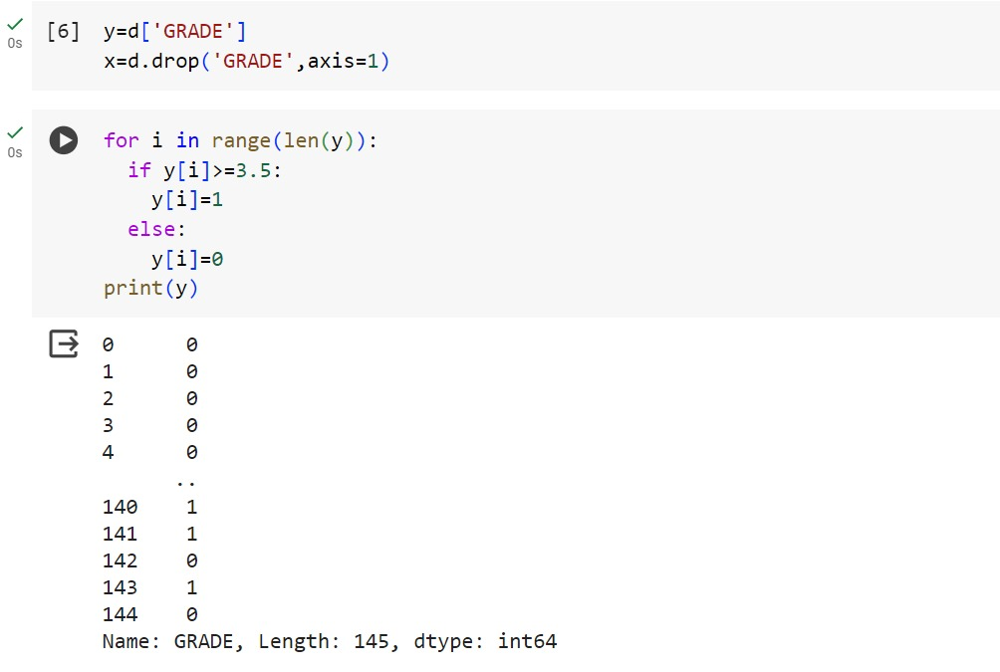 [6] y=d['GRADE']
0s
x=d.drop('GRADE',axis=1)
for i in range(len(y)):
0s
  if y[i]>=3.5:
    y[i]=1
  else:
    y[i]=0
print(y)
0      0
1      0
2      0
3      0
4      0
      ..
140    1
141    1
142    0
143    1
144    0
Name: GRADE, Length: 145, dtype: int64